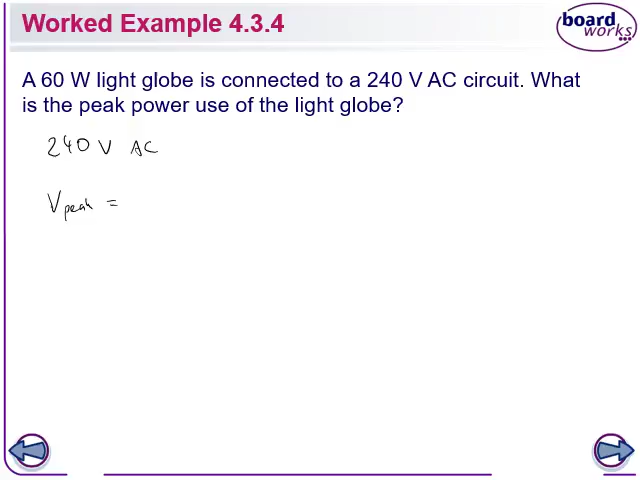 Worked Example 4.3.4
board
works
A 60 W light globe is connected to a 240 V AC circuit. What
is the peak power use of the light globe?
240 V AC
Vpeak =